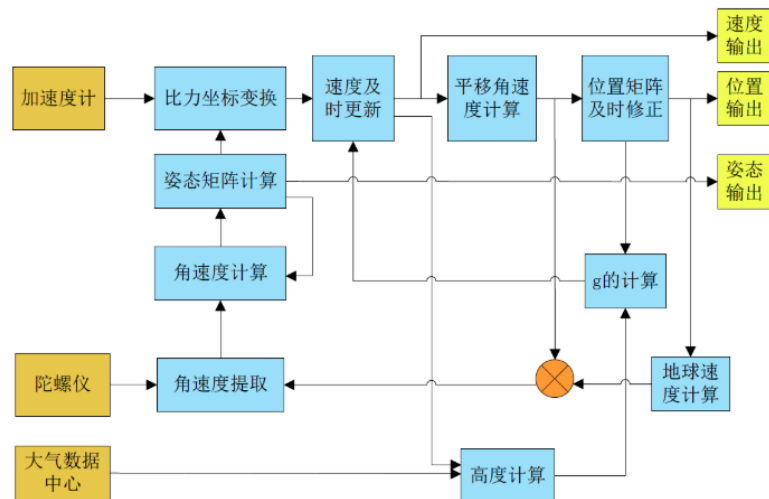 速度
输出
加速度计
比力坐标变换
速度及
时更新
平移角速
度计算
位置矩阵
及时修正
位置
输出
姿态矩阵计算
姿态
输出
角速度计算
g的计算
陀螺仪
角速度提取
地球速
度计算
大气数据
中心
高度计算